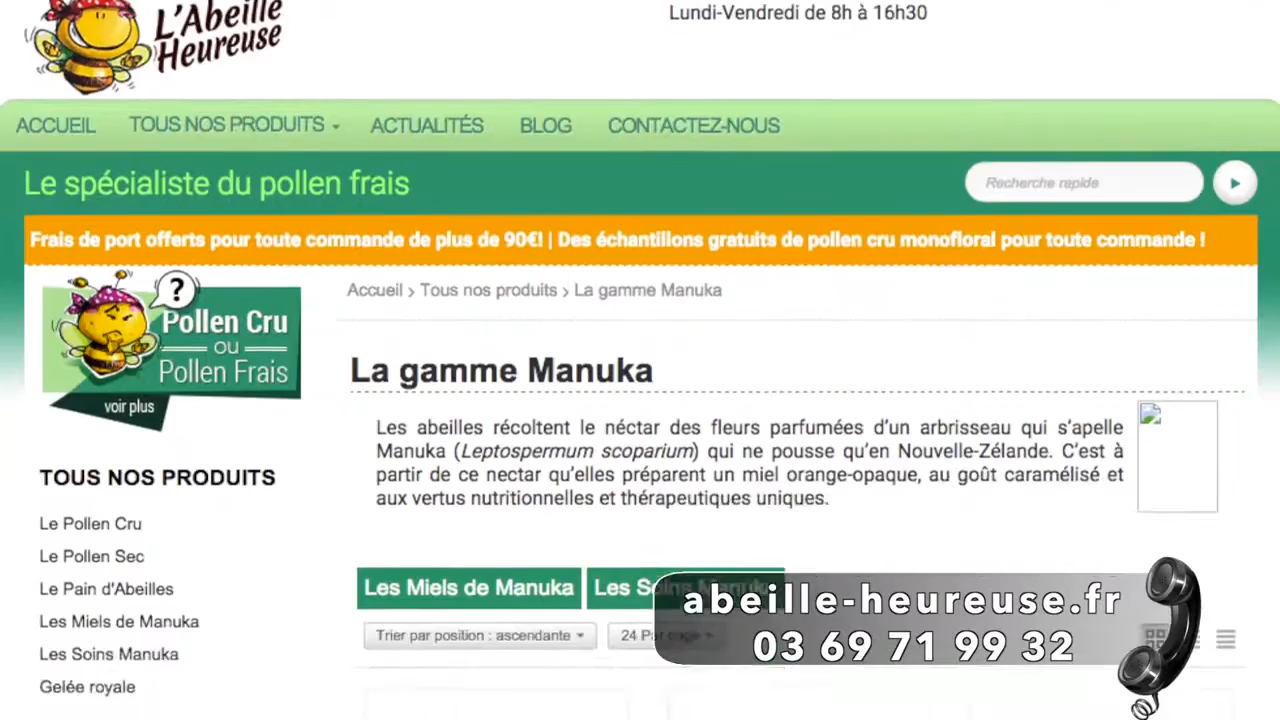 L'Abeille
Heureuse
Lundi-Vendredi de 8h à 16h30
ACCUEIL
TOUS NOS PRODUITS
ACTUALITÉS
BLOG
CONTACTEZ-NOUS
Le spécialiste du pollen frais
Recherche rapide
Frais de port offerts pour toute commande de plus de 90€! | Des échantillons gratuits de pollen cru monofloral pour toute commande !
?
Pollen Cru
ou
Pollen Frais
voir plus
Accueil > Tous nos produits > La gamme Manuka
La gamme Manuka
Les abeilles récoltent le néctar des fleurs parfumées d'un arbrisseau qui s'apelle
Manuka (Leptospermum scoparium) qui ne pousse qu'en Nouvelle-Zélande. C'est à
partir de ce nectar qu'elles préparent un miel orange-opaque, au goût caramélisé et
aux vertus nutritionnelles et thérapeutiques uniques.
TOUS NOS PRODUITS
Le Pollen Cru
Le Pollen Sec
Le Pain d'Abeilles
Les Miels de Manuka
Les Soins Manuka
Gelée royale
Les Miels de Manuka
Les Soins Manuka
Trier par position : ascendante
24 Par page
abeille-heureuse.fr
03 69 71 99 32